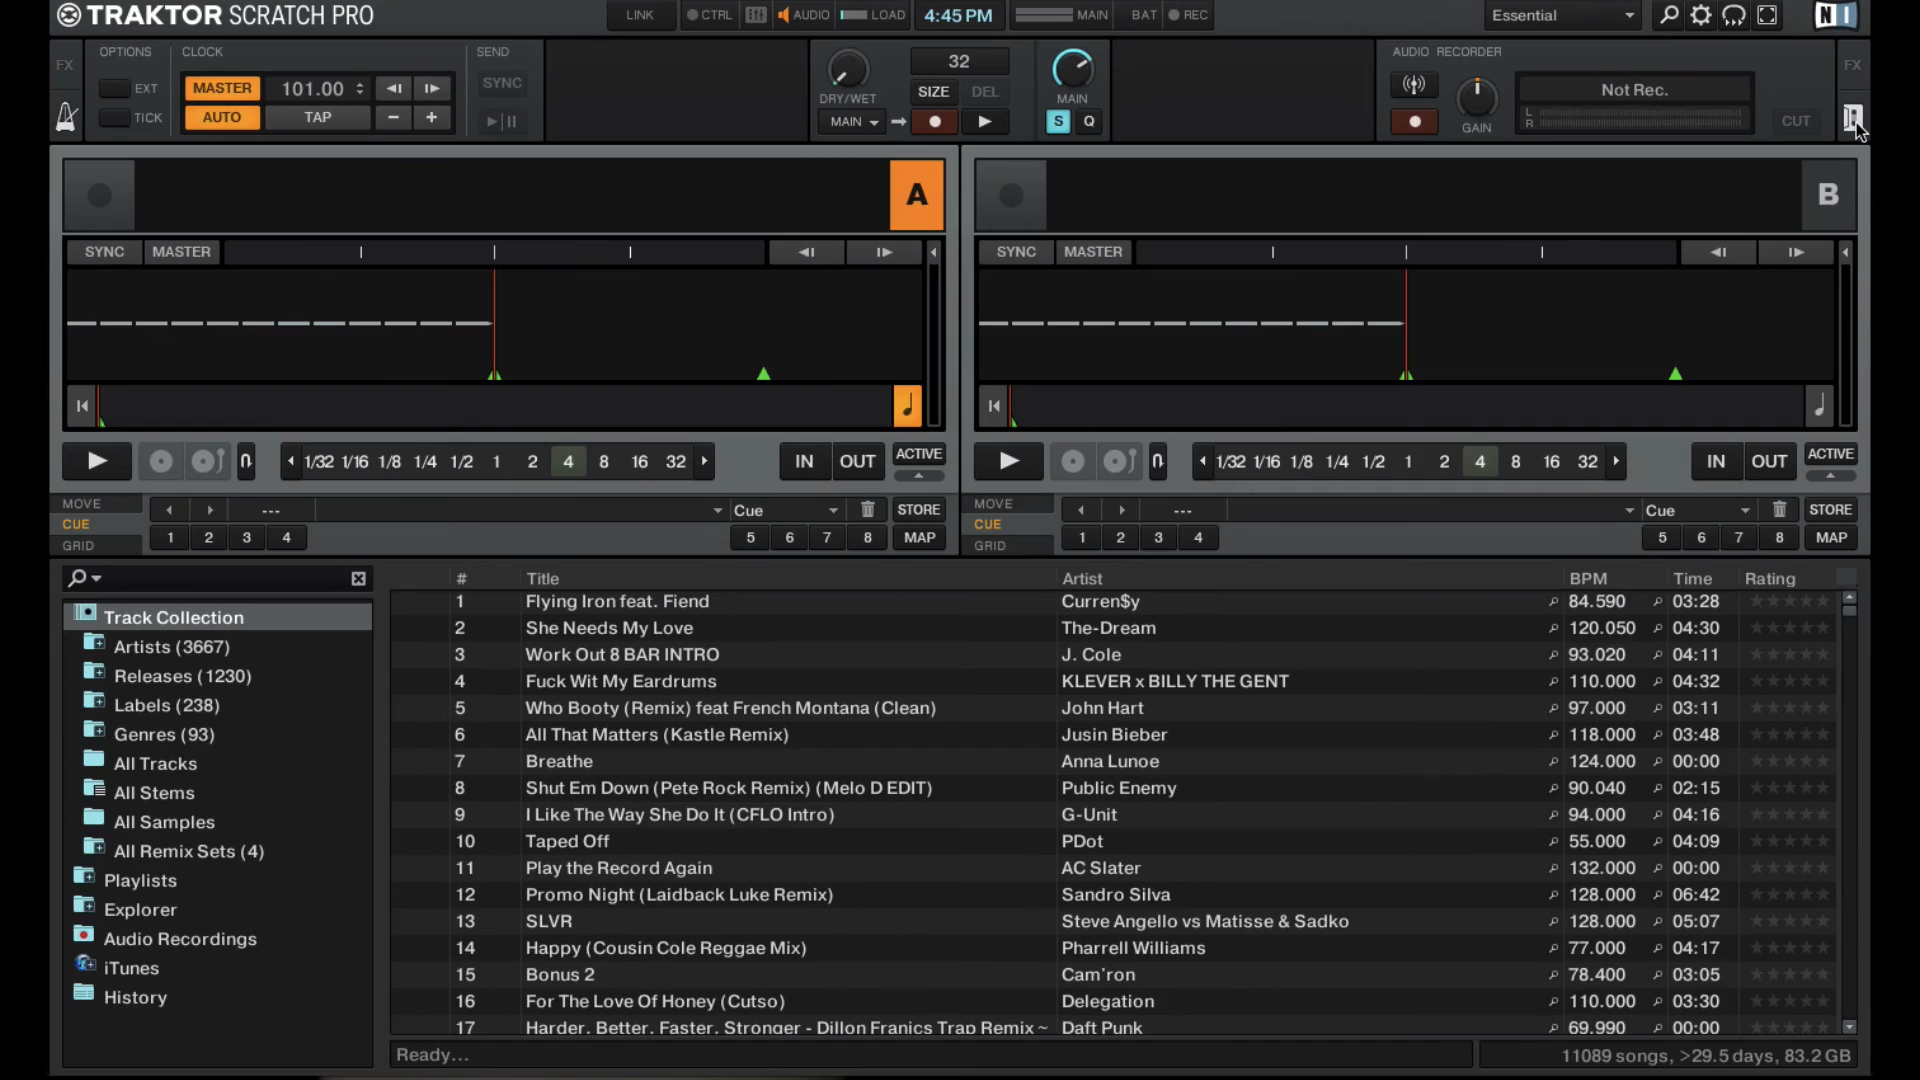 TRAKTOR SCRATCH PRO
LINK CTRL AUDIO LOAD 4:45 PM MAIN BAT REC Essential NI
FX OPTIONS CLOCK SEND AUDIO RECORDER FX
EXT MASTER 101.00 SYNC 32 Not Rec.
TICK AUTO TAP − + DRY/WET SIZE DEL MAIN GAIN L R CUT
MAIN S Q
A
B
SYNC MASTER
SYNC MASTER
1/32 1/16 1/8 1/4 1/2 1 2 4 8 16 32 IN OUT ACTIVE
1/32 1/16 1/8 1/4 1/2 1 2 4 8 16 32 IN OUT ACTIVE
MOVE
CUE
GRID
--- Cue STORE
1 2 3 4 5 6 7 8 MAP
MOVE
CUE
GRID
--- Cue STORE
1 2 3 4 5 6 7 8 MAP
Track Collection
Artists (3667)
Releases (1230)
Labels (238)
Genres (93)
All Tracks
All Stems
All Samples
All Remix Sets (4)
Playlists
Explorer
Audio Recordings
iTunes
History
# Title Artist BPM Time Rating
1 Flying Iron feat. Fiend Curren$y 84.590 03:28
2 She Needs My Love The-Dream 120.050 04:30
3 Work Out 8 BAR INTRO J. Cole 93.020 04:11
4 Fuck Wit My Eardrums KLEVER x BILLY THE GENT 110.000 04:32
5 Who Booty (Remix) feat French Montana (Clean) John Hart 97.000 03:11
6 All That Matters (Kastle Remix) Jusin Bieber 118.000 03:48
7 Breathe Anna Lunoe 124.000 00:00
8 Shut Em Down (Pete Rock Remix) (Melo D EDIT) Public Enemy 90.040 02:15
9 I Like The Way She Do It (CFLO Intro) G-Unit 94.000 04:16
10 Taped Off PDot 55.000 04:09
11 Play the Record Again AC Slater 132.000 00:00
12 Promo Night (Laidback Luke Remix) Sandro Silva 128.000 06:42
13 SLVR Steve Angello vs Matisse & Sadko 128.000 05:07
14 Happy (Cousin Cole Reggae Mix) Pharrell Williams 77.000 04:17
15 Bonus 2 Cam'ron 78.400 03:05
16 For The Love Of Honey (Cutso) Delegation 110.000 03:30
17 Harder. Better. Faster. Stronger - Dillon Franics Trap Remix ~ Daft Punk 69.990 00:00
Ready... 11089 songs, >29.5 days, 83.2 GB